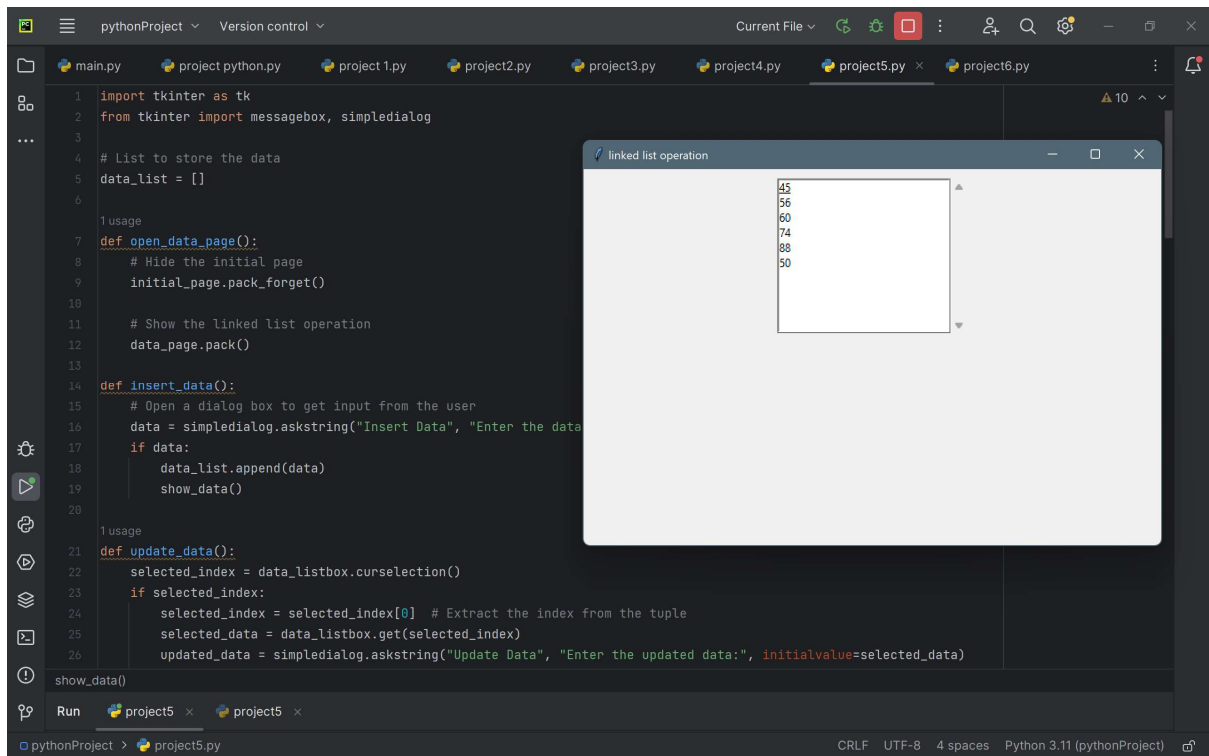 PC pythonProject Version control Current File
main.py project python.py project 1.py project2.py project3.py project4.py project5.py project6.py
1 import tkinter as tk 10
2 from tkinter import messagebox, simpledialog
3
4 # List to store the data
5 data_list = []
6
1 usage
7 def open_data_page():
8 # Hide the initial page
9 initial_page.pack_forget()
10
11 # Show the linked list operation
12 data_page.pack()
13
14 def insert_data():
15 # Open a dialog box to get input from the user
16 data = simpledialog.askstring("Insert Data", "Enter the data
17 if data:
18 data_list.append(data)
19 show_data()
20
1 usage
21 def update_data():
22 selected_index = data_listbox.curselection()
23 if selected_index:
24 selected_index = selected_index[0] # Extract the index from the tuple
25 selected_data = data_listbox.get(selected_index)
26 updated_data = simpledialog.askstring("Update Data", "Enter the updated data:", initialvalue=selected_data)
linked list operation
45
56
60
74
88
50
show_data()
Run project5 project5
pythonProject > project5.py CRLF UTF-8 4 spaces Python 3.11 (pythonProject)